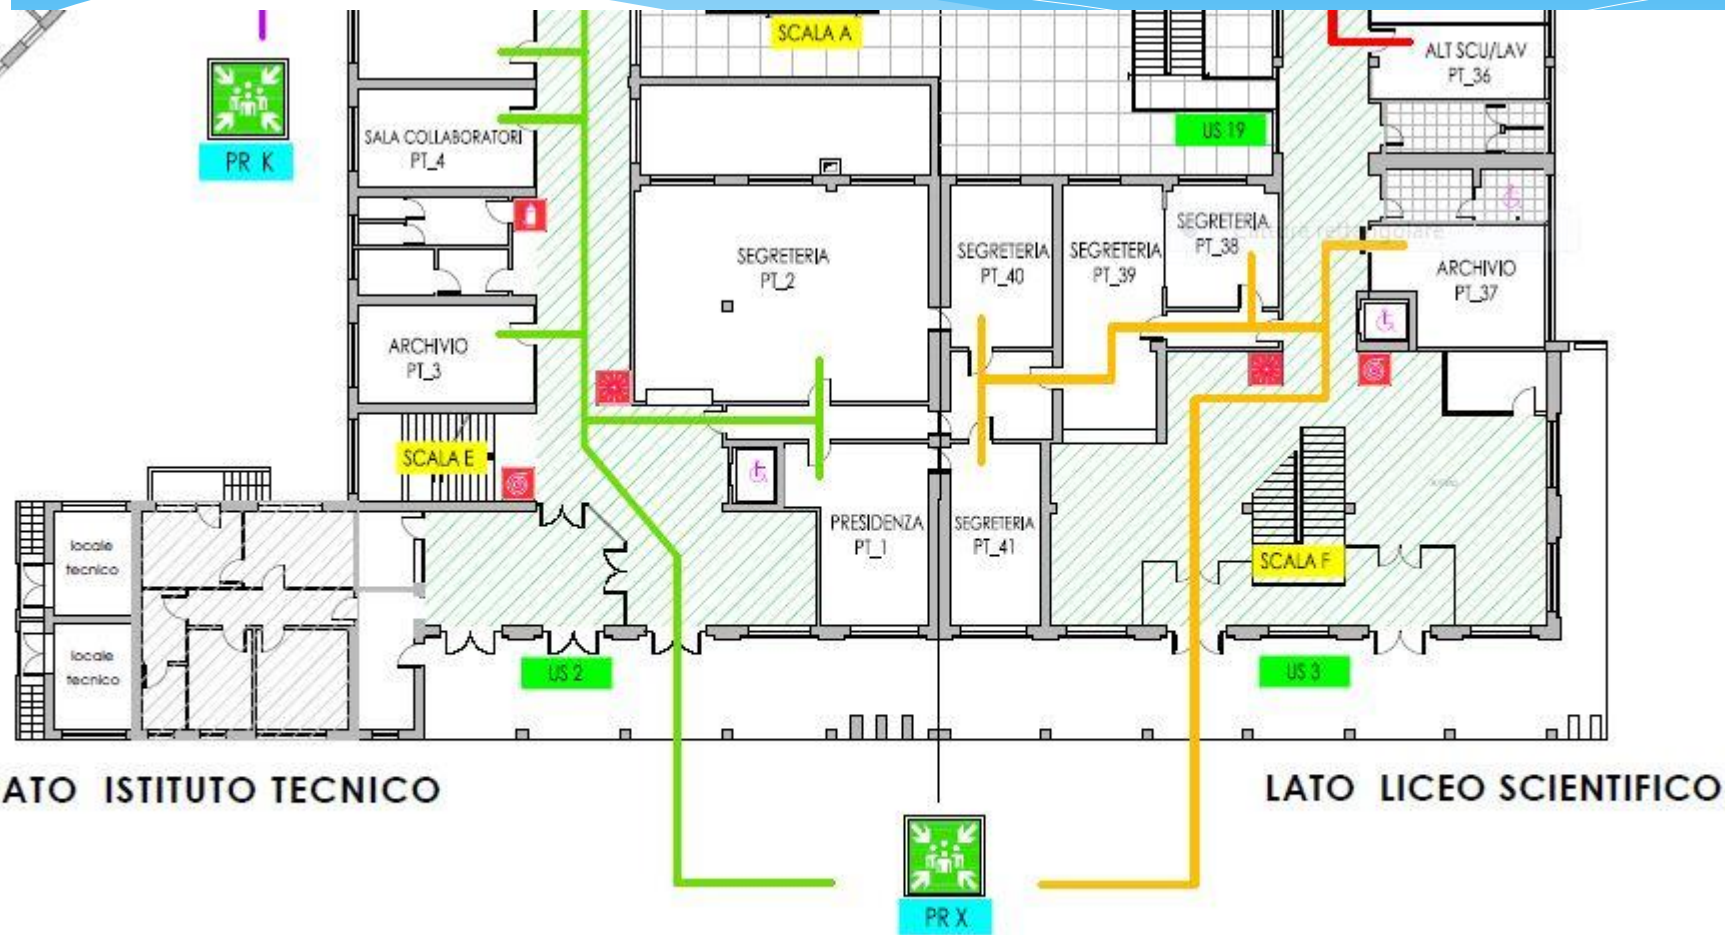 SCALA A
ALT SCU/LAV
PT_36
US 19
SALA COLLABORATORI
PT_4
PR K
SEGRETERIA
PT_2
SEGRETERIA
PT_40
SEGRETERIA
PT_39
SEGRETERIA
PT_38
ARCHIVIO
PT_37
ARCHIVIO
PT_3
SCALA E
PRESIDENZA
PT_1
SEGRETERIA
PT_41
SCALA F
locale
tecnico
locale
tecnico
US 2
US 3
ATO ISTITUTO TECNICO
LATO LICEO SCIENTIFICO
PR X